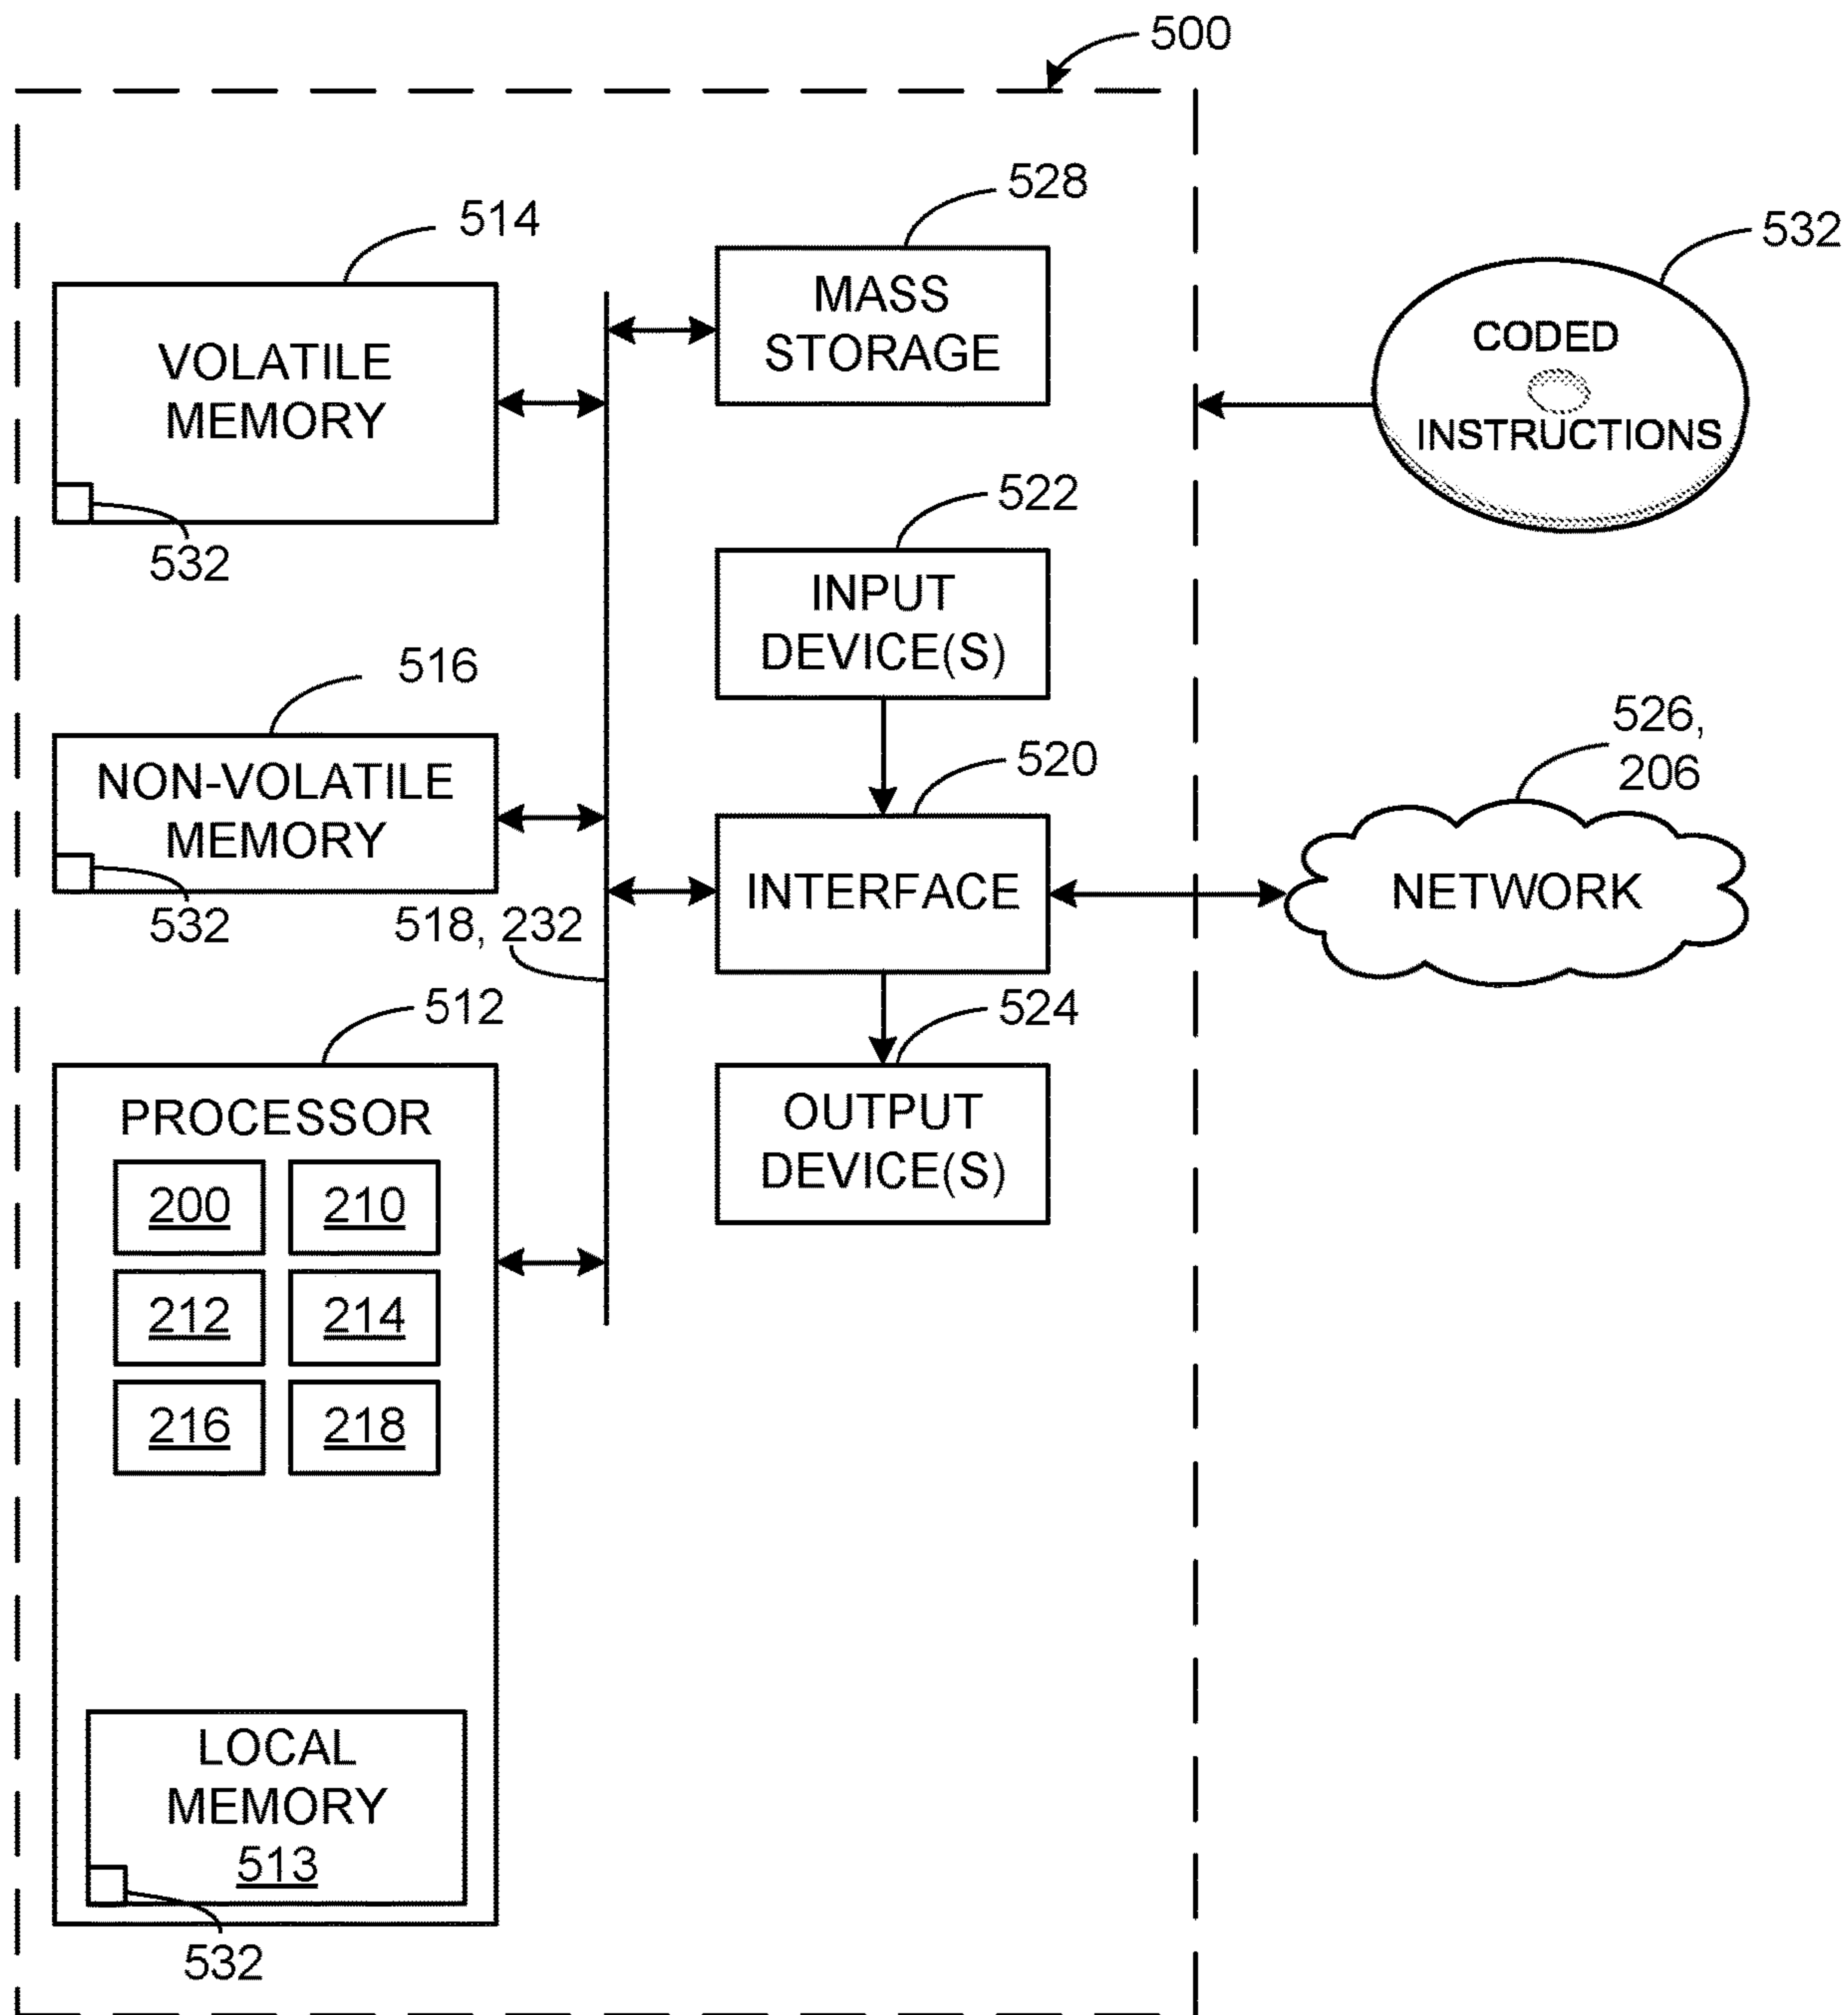 500
528
514
532
MASS
STORAGE
VOLATILE
MEMORY
CODED
INSTRUCTIONS
532
522
INPUT
DEVICE(S)
516
526,
206
520
NON-VOLATILE
MEMORY
INTERFACE
NETWORK
532
518, 232
512
524
PROCESSOR
OUTPUT
DEVICE(S)
200
210
212
214
216
218
LOCAL
MEMORY
513
532